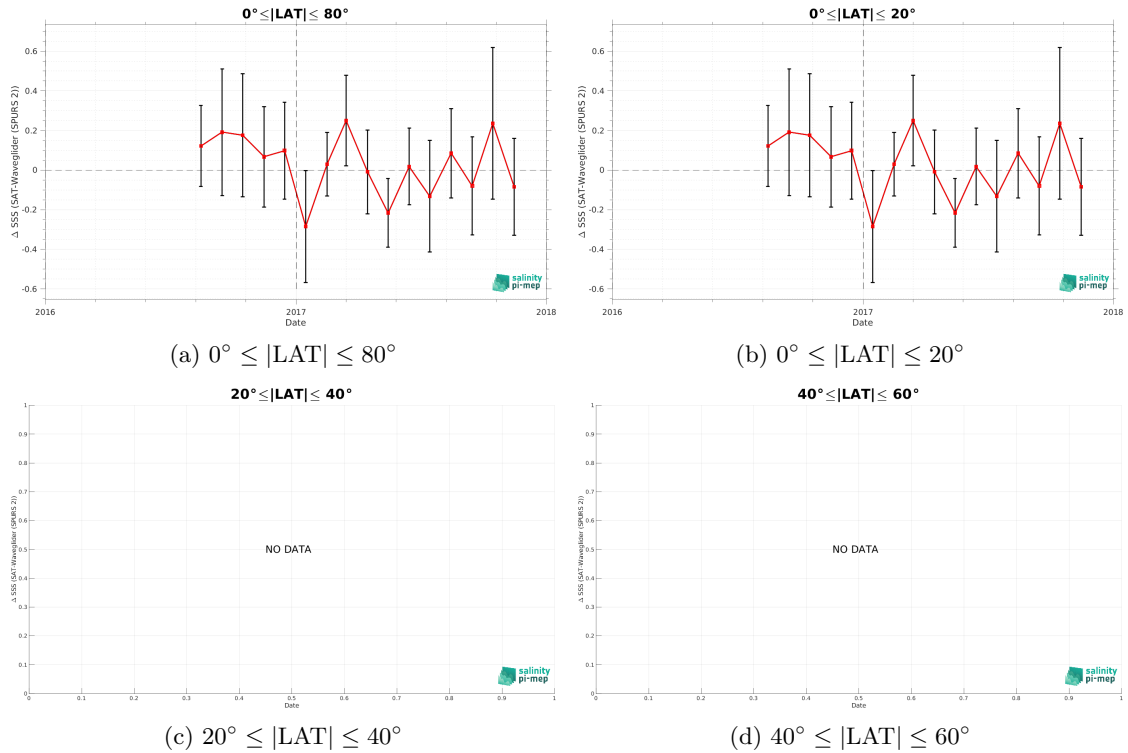 0°≤|LAT|≤ 80°
Δ SSS (SAT-Waveglider (SPURS 2))
0.6
0.4
0.2
0
-0.2
-0.4
-0.6
2016
2017
2018
Date
salinity
pi-mep
(a) 0° ≤ |LAT| ≤ 80°
0°≤|LAT|≤ 20°
Δ SSS (SAT-Waveglider (SPURS 2))
0.6
0.4
0.2
0
-0.2
-0.4
-0.6
2016
2017
2018
Date
salinity
pi-mep
(b) 0° ≤ |LAT| ≤ 20°
20°≤|LAT|≤ 40°
Δ SSS (SAT-Waveglider (SPURS 2))
1
0.9
0.8
0.7
0.6
0.5
0.4
0.3
0.2
0.1
0
NO DATA
0 0.1 0.2 0.3 0.4 0.5 0.6 0.7 0.8 0.9 1
Date
salinity
pi-mep
(c) 20° ≤ |LAT| ≤ 40°
40°≤|LAT|≤ 60°
Δ SSS (SAT-Waveglider (SPURS 2))
1
0.9
0.8
0.7
0.6
0.5
0.4
0.3
0.2
0.1
0
NO DATA
0 0.1 0.2 0.3 0.4 0.5 0.6 0.7 0.8 0.9 1
Date
salinity
pi-mep
(d) 40° ≤ |LAT| ≤ 60°